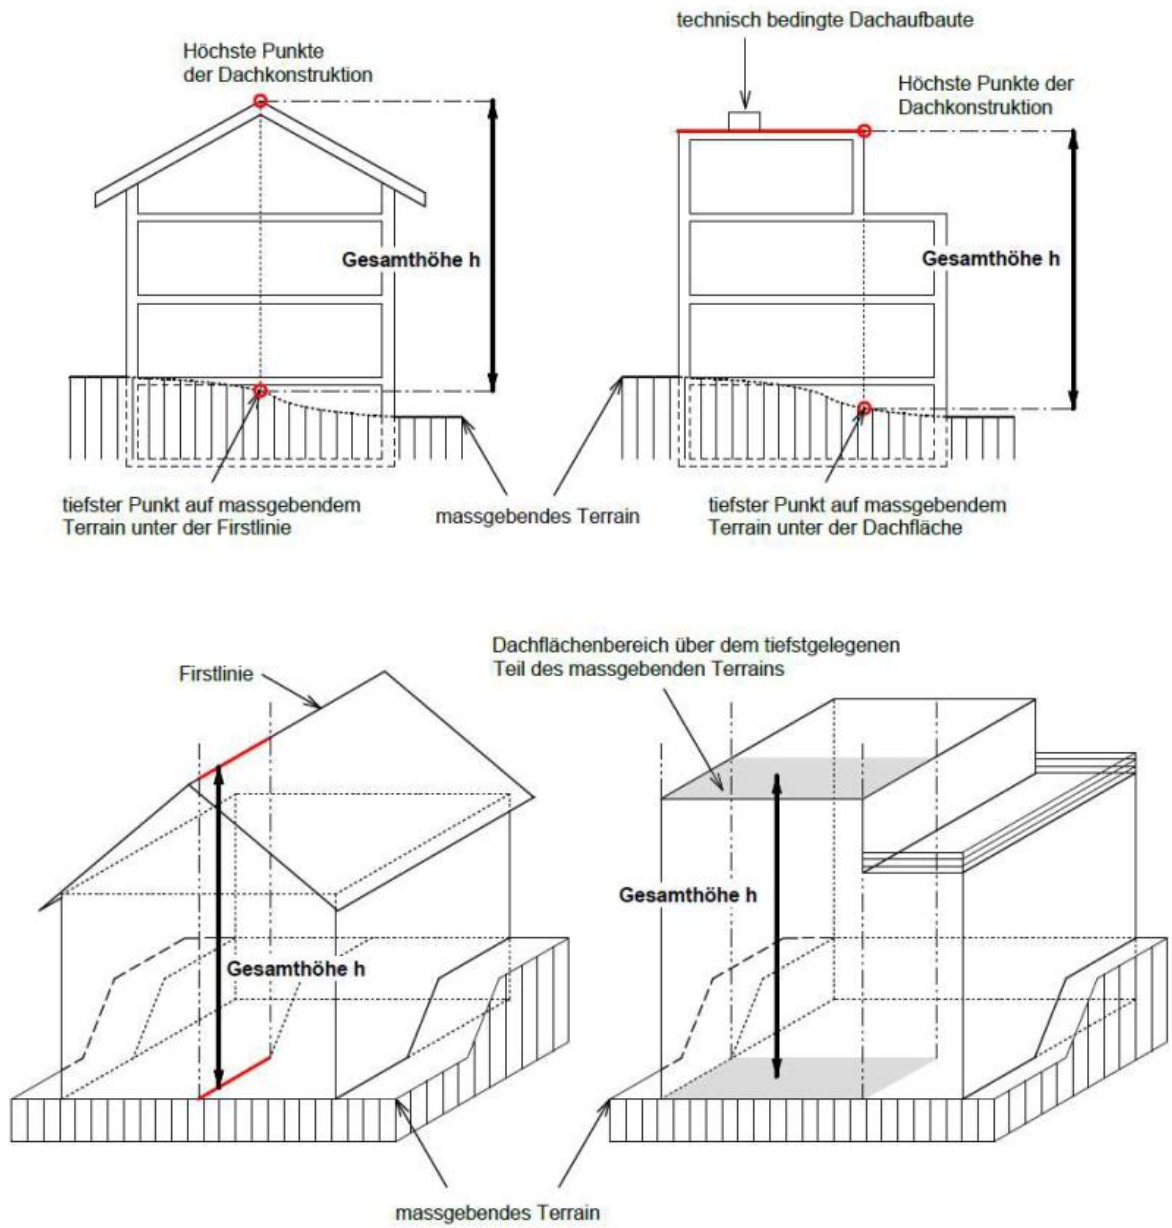 technisch bedingte Dachaufbaute
Höchste Punkte
der Dachkonstruktion
Höchste Punkte der
Dachkonstruktion
Gesamthöhe h
Gesamthöhe h
tiefster Punkt auf massgebendem
Terrain unter der Firstlinie
massgebendes Terrain
tiefster Punkt auf massgebendem
Terrain unter der Dachfläche
Firstlinie
Dachflächenbereich über dem tiefstgelegenen
Teil des massgebenden Terrains
Gesamthöhe h
Gesamthöhe h
massgebendes Terrain